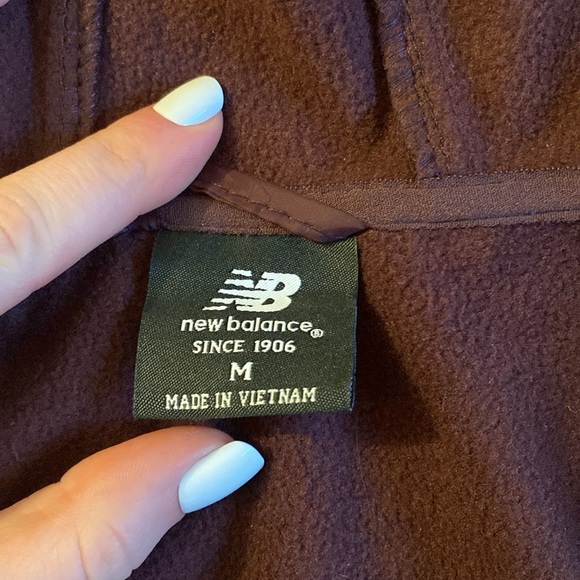 NB
new balance®
SINCE 1906
M
MADE IN VIETNAM